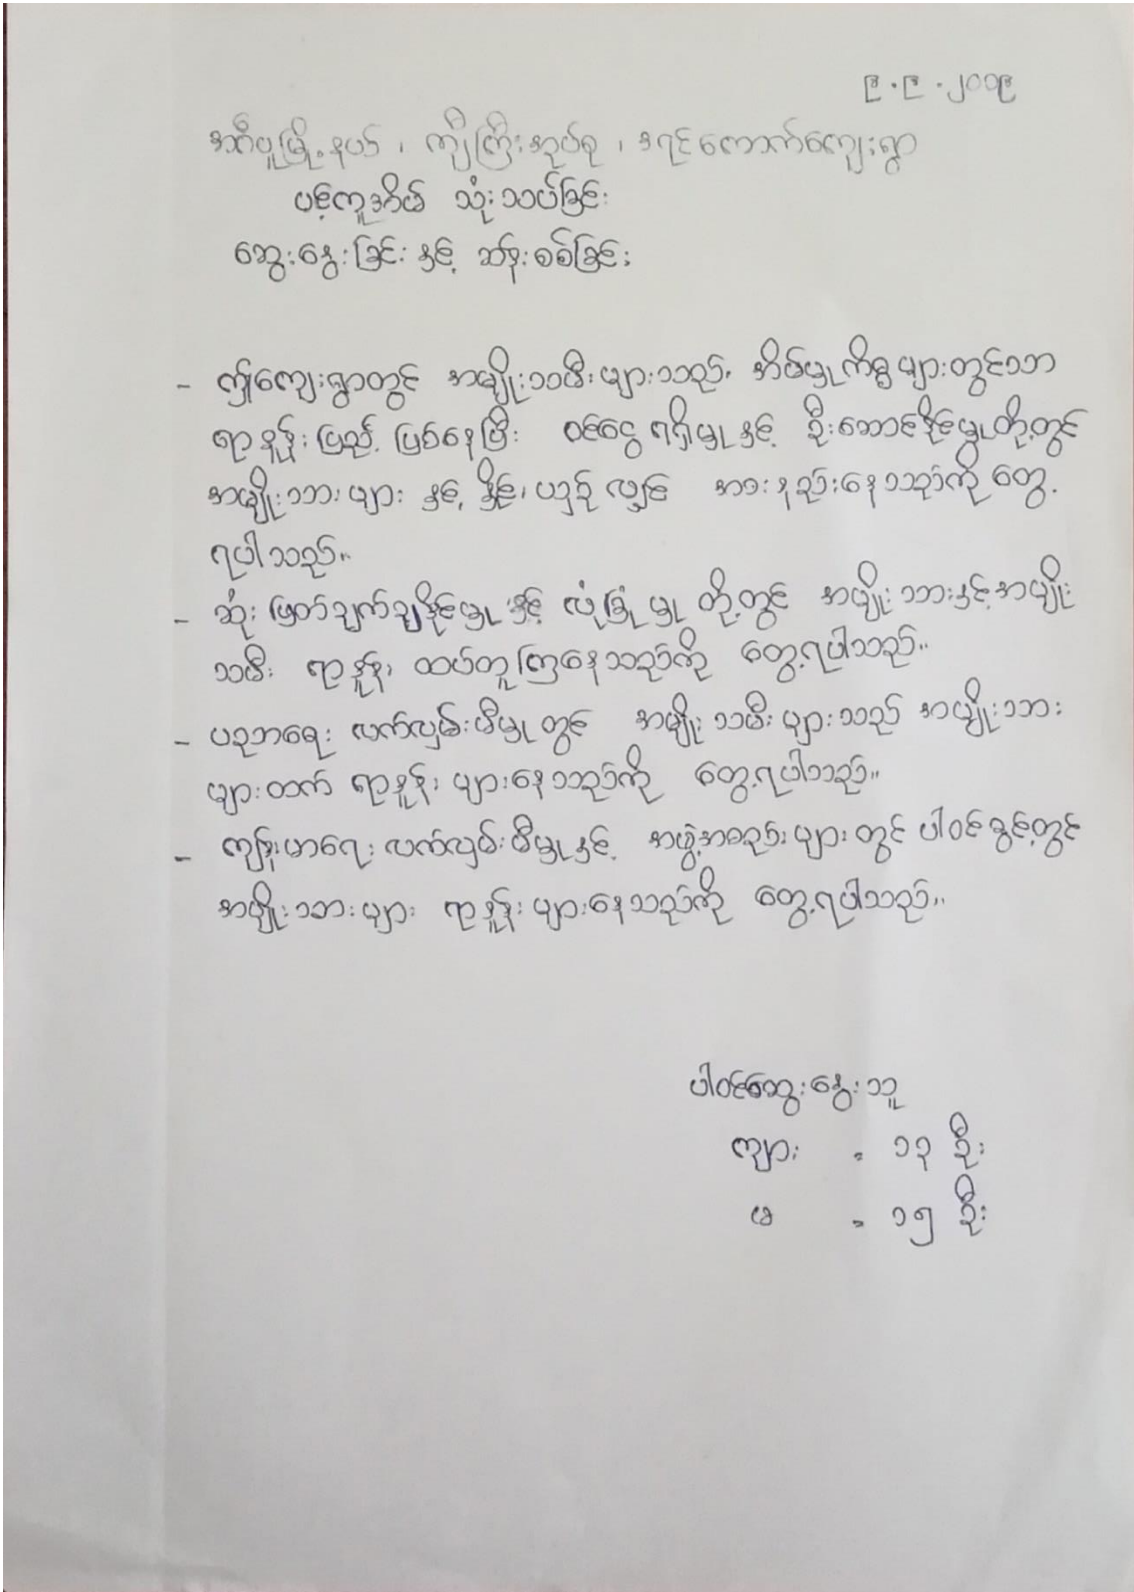 ၉.၉.၂၀၁၉
အင်္ဂပူမြို့နယ်၊ ကျီကြီးအုပ်စု၊ ဒရင်ကောက်ကျေးရွာ
ပင့်ကူအိမ် သုံးသပ်ခြင်း
ဆွေးနွေးခြင်း နှင့် ဆန်းစစ်ခြင်း
- ဤကျေးရွာတွင် အမျိုးသမီးများသည်၊ အိမ်မှုကိစ္စများတွင်သာ
ရာနှုန်းပြည့် ဖြစ်နေပြီး ဝင်ငွေရရှိမှုနှင့် ဦးဆောင်နိုင်မှုတို့တွင်
အမျိုးသားများ နှင့် နှိုင်းယှဉ်လျှင် အားနည်းနေသည်ကို တွေ့
ရပါသည်။
- ဆုံးဖြတ်ချက်ချနိုင်မှု နှင့် လုံခြုံမှု တို့တွင် အမျိုးသားနှင့်အမျိုး
သမီး ရာနှုန်း ထပ်တူကြနေသည်ကို တွေ့ရပါသည်။
- ပညာရေး လက်လှမ်းမီမှုတွင် အမျိုးသမီးများသည် အမျိုးသား
များထက် ရာနှုန်း များနေသည်ကို တွေ့ရပါသည်။
- ကျန်းမာရေး လက်လှမ်းမီမှုနှင့် အဖွဲ့အစည်းများတွင် ပါဝင်ခွင့်တွင်
အမျိုးသားများ ရာနှုန်း များနေသည်ကို တွေ့ရပါသည်။
ပါဝင်ဆွေးနွေးသူ
ကျား = ၁၃ ဦး
မ = ၁၅ ဦး